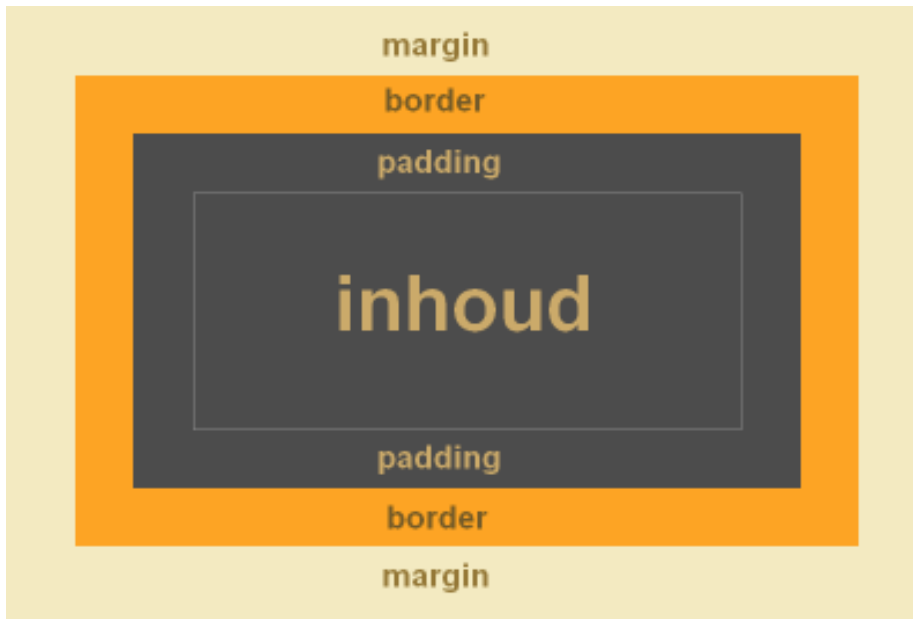 margin
border
padding
inhoud
padding
border
margin